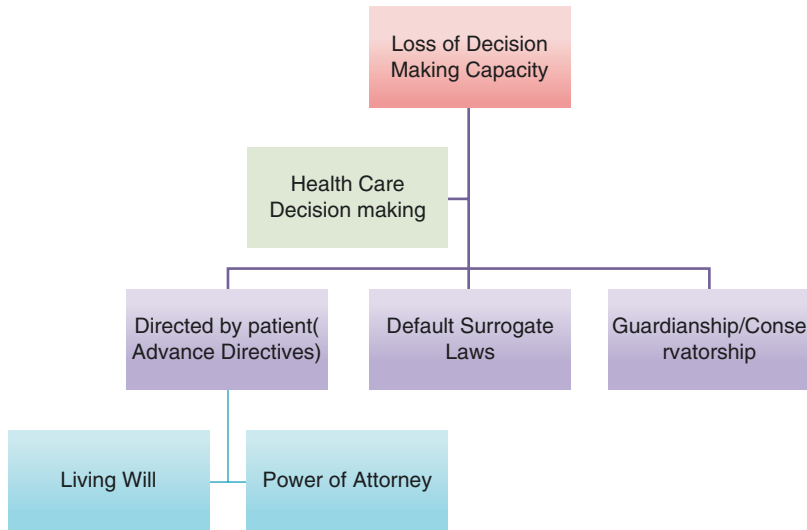 Loss of Decision
Making Capacity
Health Care
Decision making
Directed by patient(
Advance Directives)
Default Surrogate
Laws
Guardianship/Conse
rvatorship
Living Will
Power of Attorney